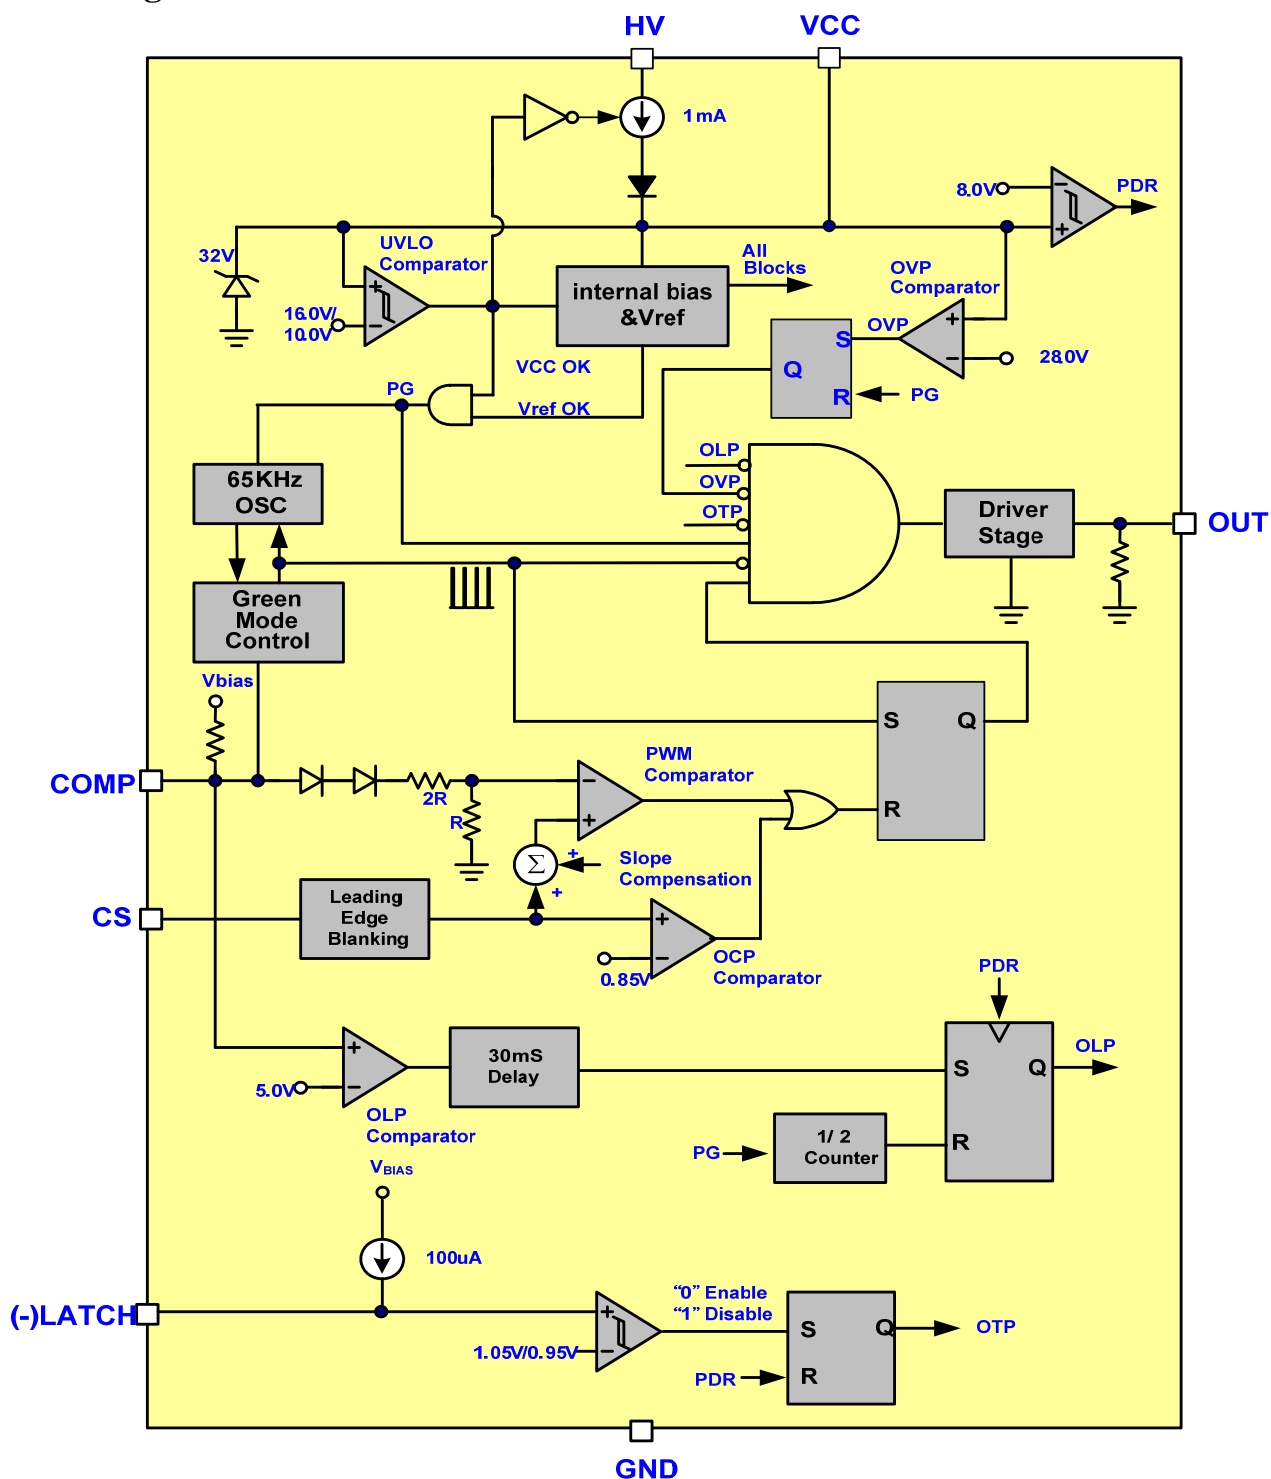 HV
VCC
1mA
8.0V
PDR
32V
UVLO
Comparator
All
Blocks
OVP
Comparator
16.0V/
10.0V
internal bias
&Vref
OVP
S
28.0V
VCC OK
Q
PG
Vref OK
R
PG
65KHz
OSC
OLP
OVP
OTP
Driver
Stage
OUT
Green
Mode
Control
Vbias
S
Q
PWM
Comparator
COMP
2R
R
−
+
R
Σ
+
+
Slope
Compensation
CS
Leading
Edge
Blanking
+
−
0.85V
OCP
Comparator
PDR
30mS
Delay
OLP
S
Q
5.0V
OLP
Comparator
1/ 2
Counter
PG
R
VBIAS
100uA
(-)LATCH
“0” Enable
“1” Disable
S
Q
OTP
1.05V/0.95V
PDR
R
GND